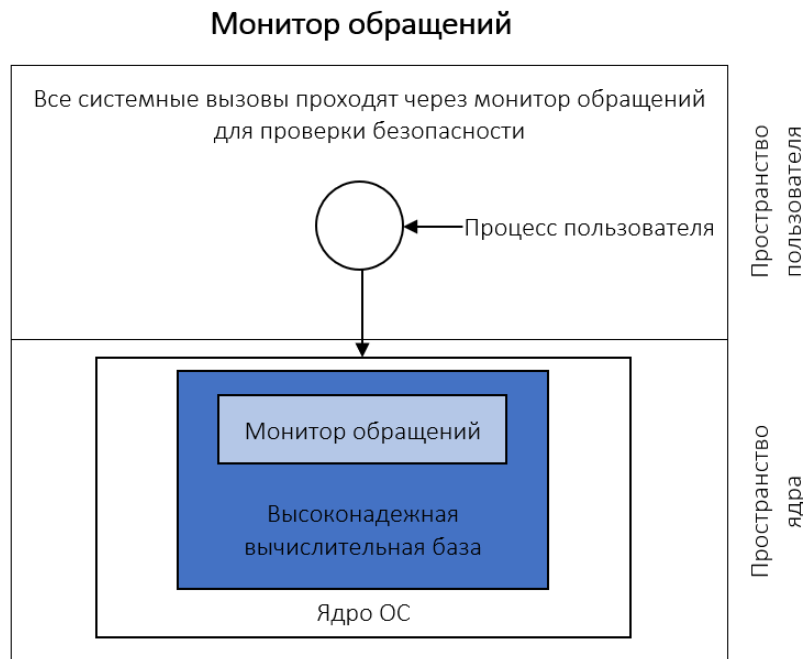 Монитор обращений
Все системные вызовы проходят через монитор обращений
для проверки безопасности
Процесс пользователя
Пространство
пользователя
Монитор обращений
Высоконадежная
вычислительная база
Ядро ОС
Пространство
ядра